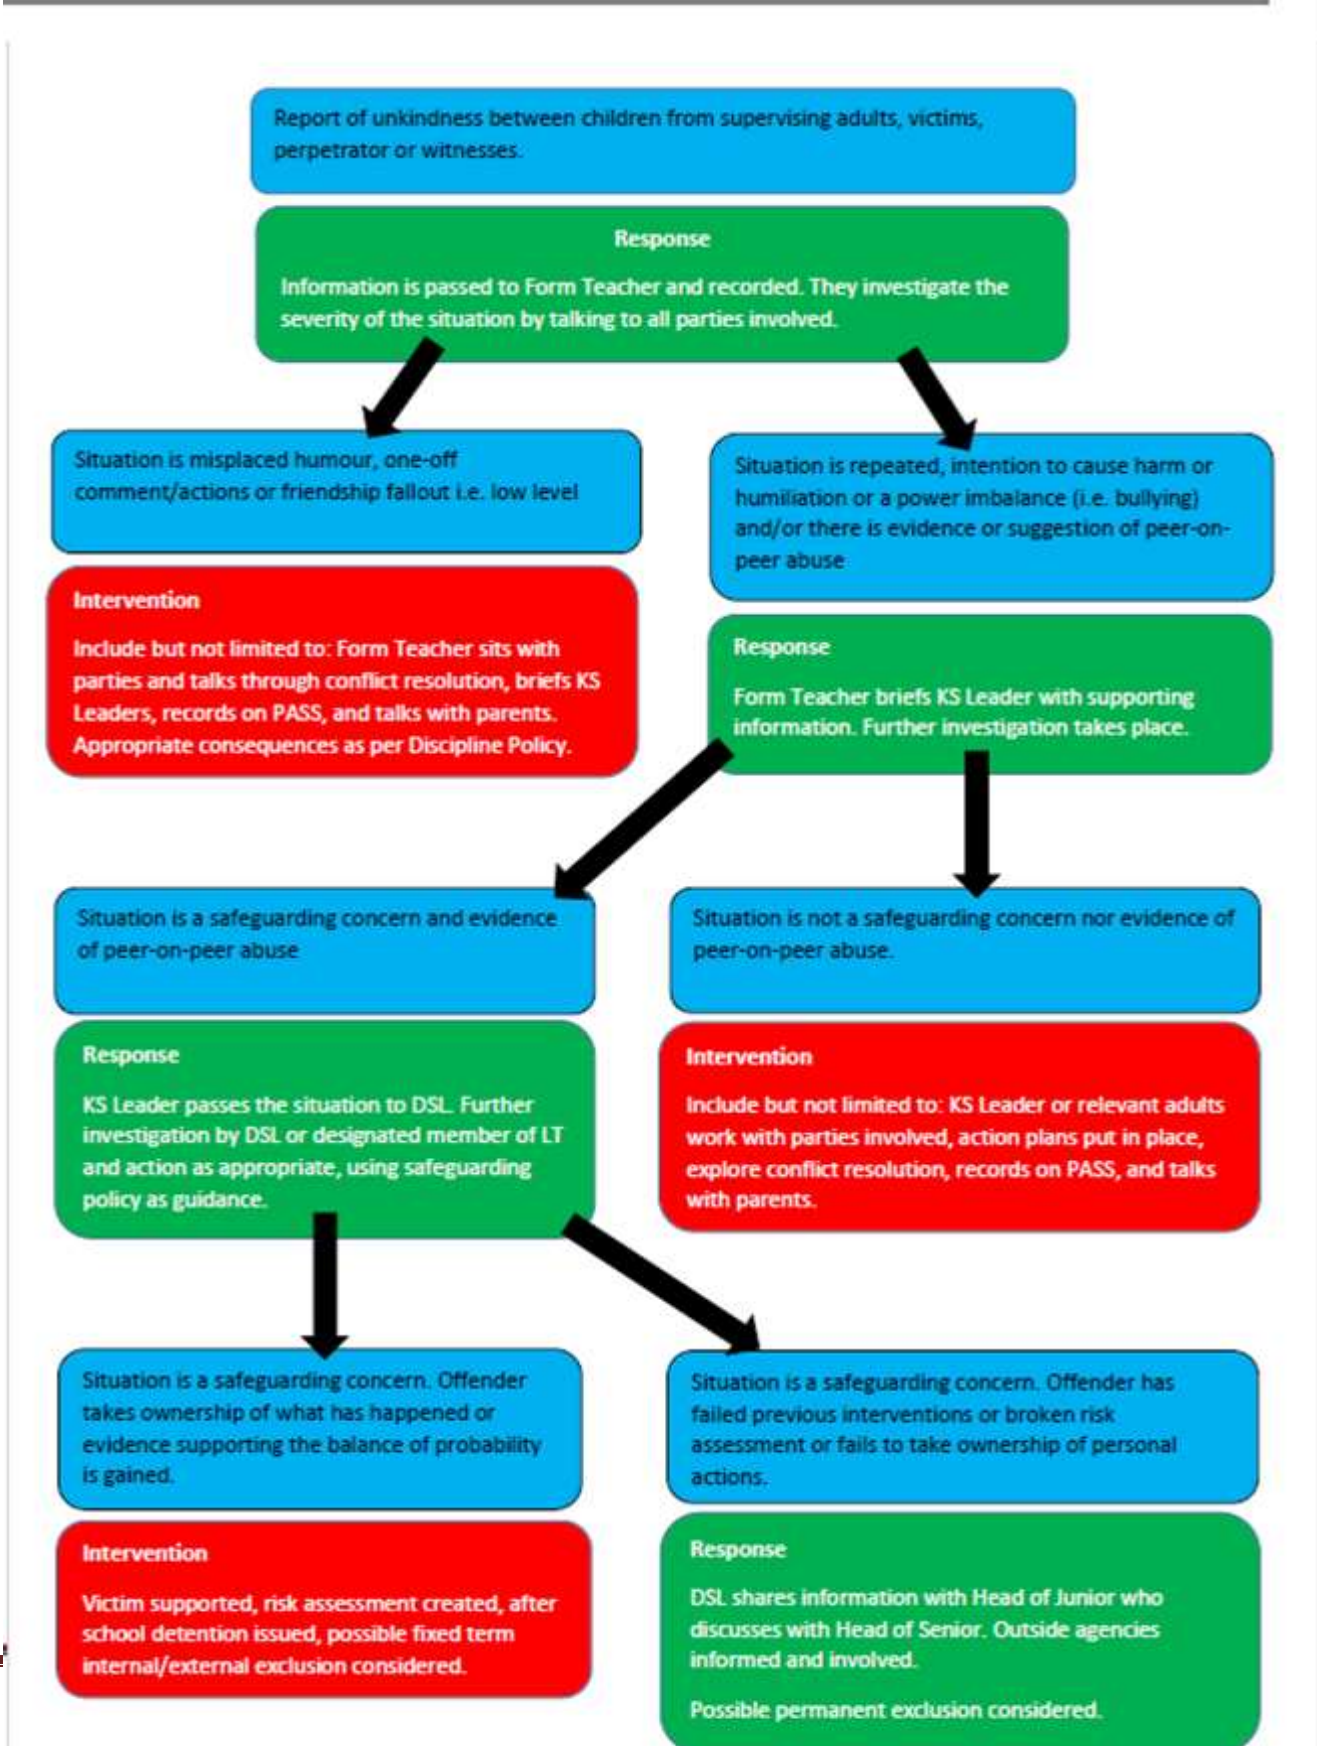 Report of unkindness between children from supervising adults, victims,
perpetrator or witnesses.
Response
Information is passed to Form Teacher and recorded. They investigate the
severity of the situation by talking to all parties involved.
Situation is misplaced humour, one-off
comment/actions or friendship fallout i.e. low level
Situation is repeated, intention to cause harm or
humiliation or a power imbalance (i.e. bullying)
and/or there is evidence or suggestion of peer-on-
peer abuse
Intervention
Include but not limited to: Form Teacher sits with
parties and talks through conflict resolution, briefs KS
Leaders, records on PASS, and talks with parents.
Appropriate consequences as per Discipline Policy.
Response
Form Teacher briefs KS Leader with supporting
information. Further investigation takes place.
Situation is a safeguarding concern and evidence
of peer-on-peer abuse
Situation is not a safeguarding concern nor evidence of
peer-on-peer abuse.
Response
KS Leader passes the situation to DSL. Further
investigation by DSL or designated member of LT
and action as appropriate, using safeguarding
policy as guidance.
Intervention
Include but not limited to: KS Leader or relevant adults
work with parties involved, action plans put in place,
explore conflict resolution, records on PASS, and talks
with parents.
Situation is a safeguarding concern. Offender
takes ownership of what has happened or
evidence supporting the balance of probability
is gained.
Situation is a safeguarding concern. Offender has
failed previous interventions or broken risk
assessment or fails to take ownership of personal
actions.
Intervention
Victim supported, risk assessment created, after
school detention issued, possible fixed term
internal/external exclusion considered.
Response
DSL shares information with Head of Junior who
discusses with Head of Senior. Outside agencies
informed and involved.
Possible permanent exclusion considered.